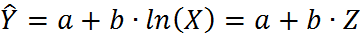 Ŷ = a + b · ln(X) = a + b · Z